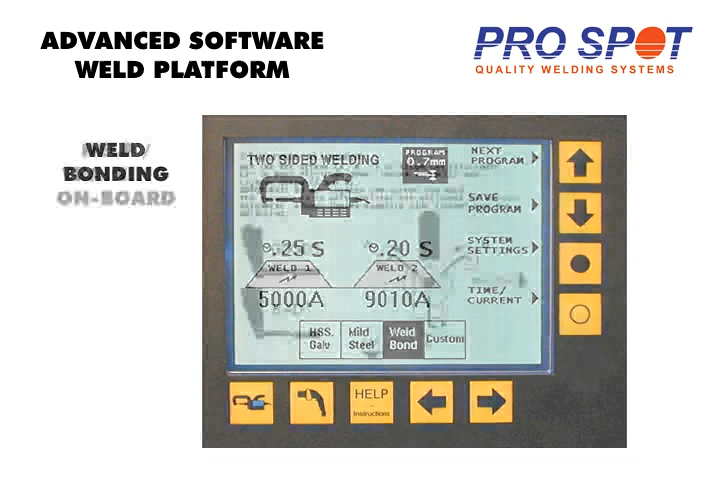 ADVANCED SOFTWARE
WELD PLATFORM
PRO SPOT
QUALITY WELDING SYSTEMS
WELD
BONDING
ON-BOARD
TWO SIDED WELDING
PROGRAM
0.7mm
NEXT
PROGRAM
SAVE
PROGRAM
SYSTEM
SETTINGS
TIME/
CURRENT
.25 S
.20 S
WELD 1
WELD 2
5000A
9010A
HSS.
Galv
Mild
Steel
Weld
Bond
Custom
HELP
-
Instructions